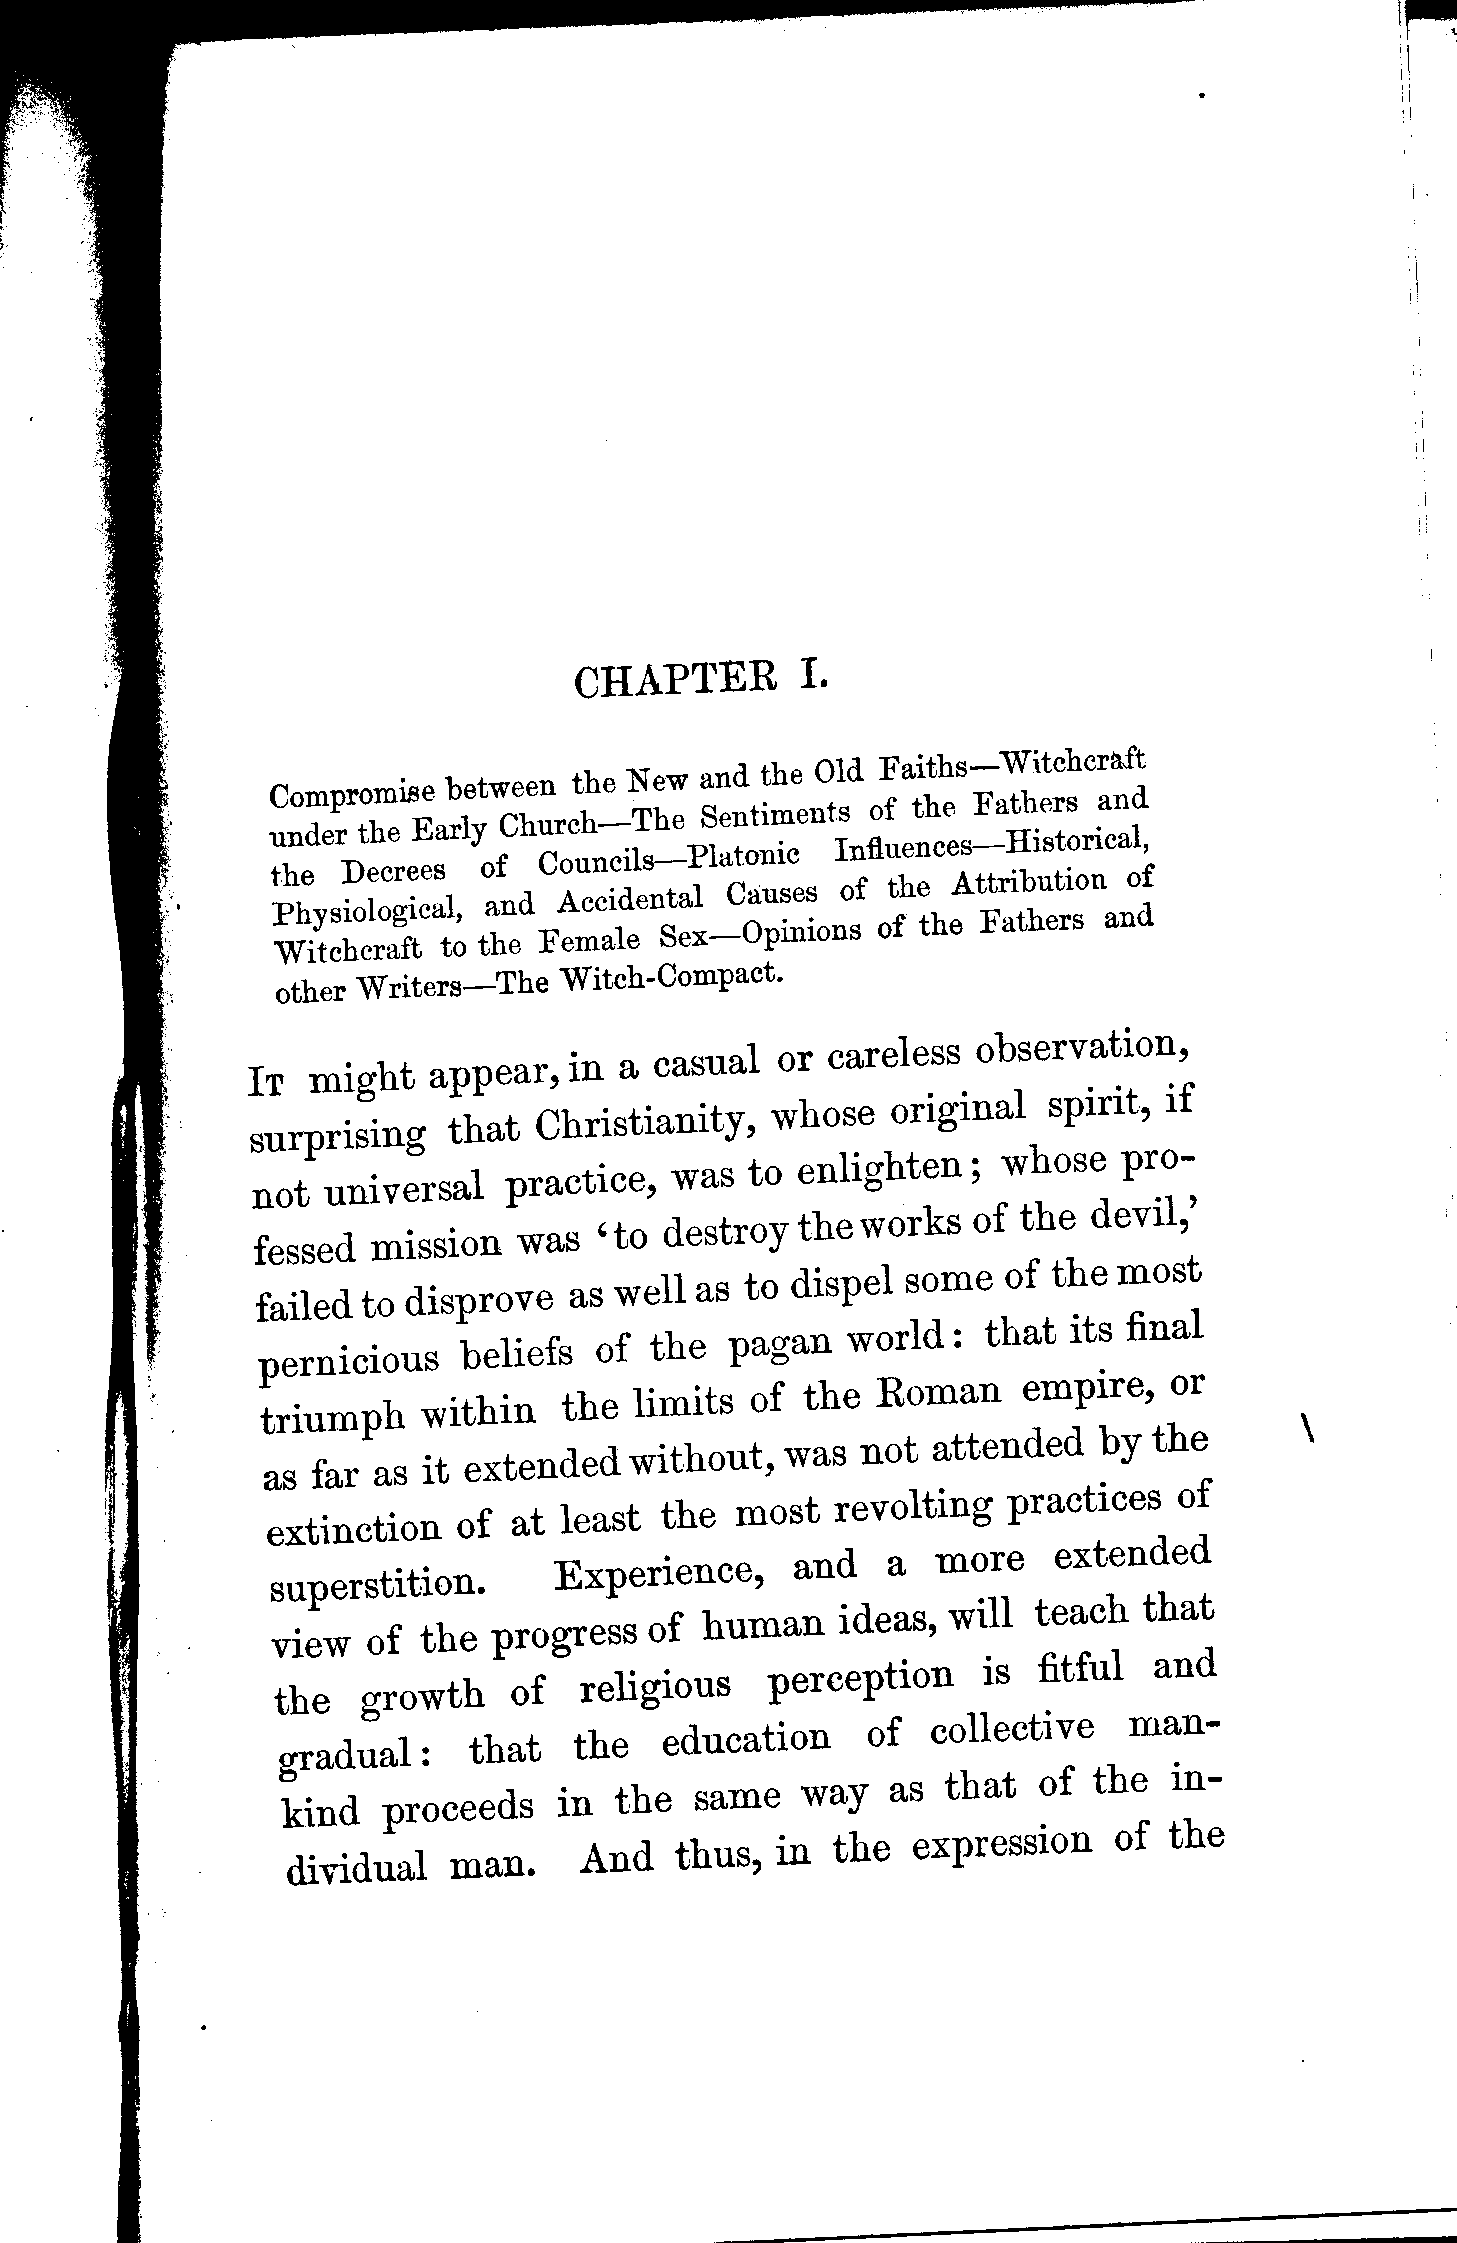 CHAPTER I.
Compromise between the New and the Old Faiths—Witchcraft
under the Early Church—The Sentiments of the Fathers and
the Decrees of Councils—Platonic Influences—Historical,
Physiological, and Accidental Causes of the Attribution of
Witchcraft to the Female Sex—Opinions of the Fathers and
other Writers—The Witch-Compact.
IT might appear, in a casual or careless observation,
surprising that Christianity, whose original spirit, if
not universal practice, was to enlighten; whose pro-
fessed mission was ‘to destroy the works of the devil,’
failed to disprove as well as to dispel some of the most
pernicious beliefs of the pagan world: that its final
triumph within the limits of the Roman empire, or
as far as it extended without, was not attended by the
extinction of at least the most revolting practices of
superstition. Experience, and a more extended
view of the progress of human ideas, will teach that
the growth of religious perception is fitful and
gradual: that the education of collective man-
kind proceeds in the same way as that of the in-
dividual man. And thus, in the expression of the